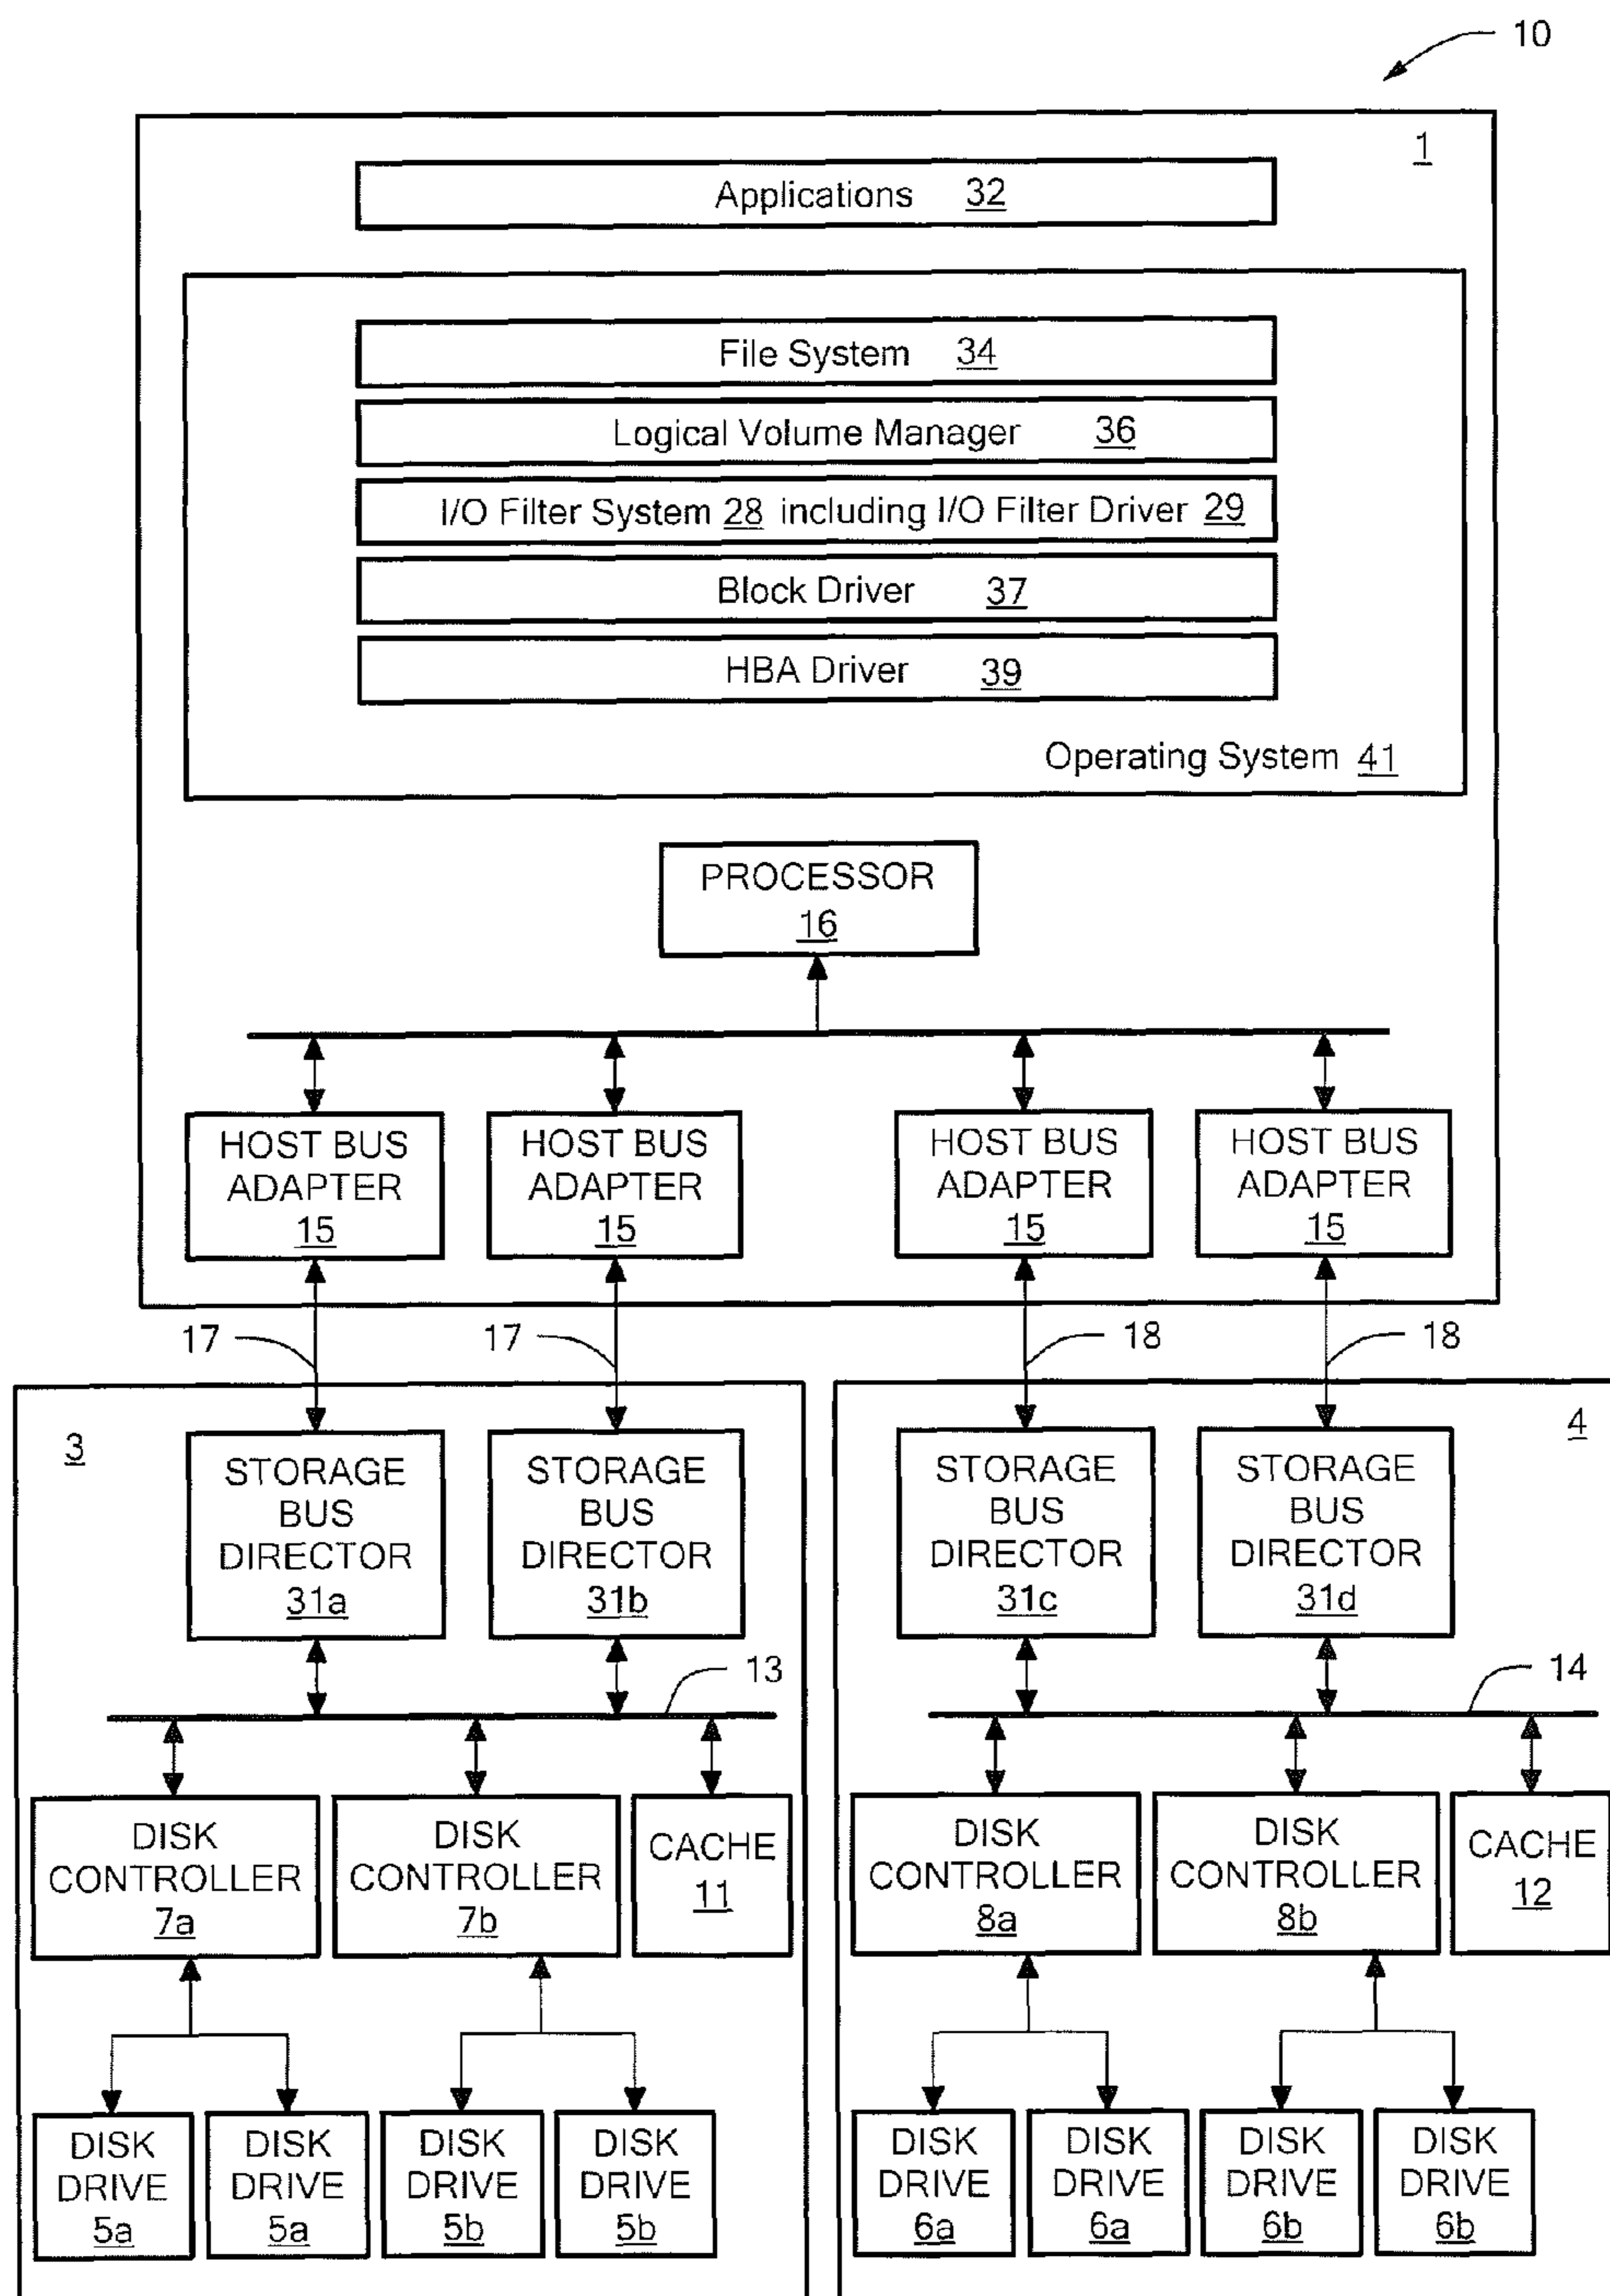 10
1
Applications 32
File System 34
Logical Volume Manager 36
I/O Filter System 28 including I/O Filter Driver 29
Block Driver 37
HBA Driver 39
Operating System 41
PROCESSOR
16
HOST BUS
ADAPTER
15
HOST BUS
ADAPTER
15
HOST BUS
ADAPTER
15
HOST BUS
ADAPTER
15
17
17
18
18
3
STORAGE
BUS
DIRECTOR
31a
STORAGE
BUS
DIRECTOR
31b
4
STORAGE
BUS
DIRECTOR
31c
STORAGE
BUS
DIRECTOR
31d
13
14
DISK
CONTROLLER
7a
DISK
CONTROLLER
7b
CACHE
11
DISK
CONTROLLER
8a
DISK
CONTROLLER
8b
CACHE
12
DISK
DRIVE
5a
DISK
DRIVE
5a
DISK
DRIVE
5b
DISK
DRIVE
5b
DISK
DRIVE
6a
DISK
DRIVE
6a
DISK
DRIVE
6b
DISK
DRIVE
6b